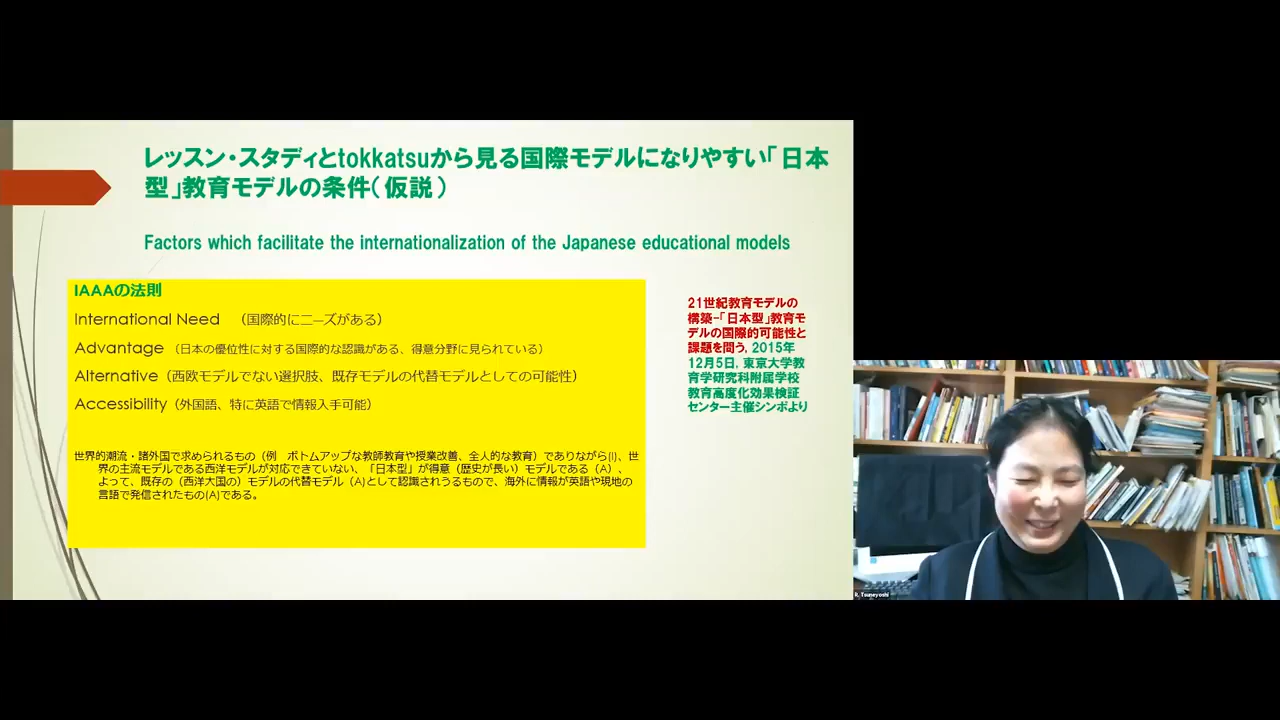 レッスン・スタディとtokkatsuから見る国際モデルになりやすい「日本
型」教育モデルの条件（仮説）
Factors which facilitate the internationalization of the Japanese educational models
IAAAの法則
International Need （国際的にニーズがある）
Advantage （日本の優位性に対する国際的な認識がある、得意分野に見られている）
Alternative（西欧モデルでない選択肢、既存モデルの代替モデルとしての可能性）
Accessibility（外国語、特に英語で情報入手可能）
世界的潮流・諸外国で求められるもの（例　ボトムアップな教師教育や授業改善、全人的な教育）でありながら(I)、世
界の主流モデルである西洋モデルが対応できていない、「日本型」が得意（歴史が長い）モデルである（A）、
よって、既存の（西洋大国の）モデルの代替モデル（A)として認識されうるもので、海外に情報が英語や現地の
言語で発信されたもの(A)である。
21世紀教育モデルの
構築-「日本型」教育モ
デルの国際的可能性と
課題を問う, 2015年
12月5日, 東京大学教
育学研究科附属学校
教育高度化効果検証
センター主催シンポより
R. Tsuneyoshi